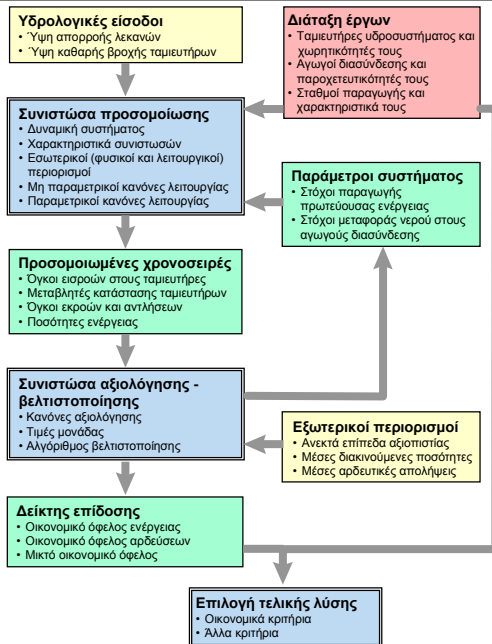 Υδρολογικές είσοδοι
• Ύψη απορροής λεκανών
• Ύψη καθαρής βροχής ταμιευτήρων
Διάταξη έργων
• Ταμιευτήρες υδροσυστήματος και
χωρητικότητές τους
• Αγωγοί διασύνδεσης και
παροχετευτικότητές τους
• Σταθμοί παραγωγής και
χαρακτηριστικά τους
Συνιστώσα προσομοίωσης
• Δυναμική συστήματος
• Χαρακτηριστικά συνιστωσών
• Εσωτερικοί (φυσικοί και λειτουργικοί)
περιορισμοί
• Μη παραμετρικοί κανόνες λειτουργίας
• Παραμετρικοί κανόνες λειτουργίας
Παράμετροι συστήματος
• Στόχοι παραγωγής
πρωτεύουσας ενέργειας
• Στόχοι μεταφοράς νερού στους
αγωγούς διασύνδεσης
Προσομοιωμένες χρονοσειρές
• Όγκοι εισροών στους ταμιευτήρες
• Μεταβλητές κατάστασης ταμιευτήρων
• Όγκοι εκροών και αντλήσεων
• Ποσότητες ενέργειας
Συνιστώσα αξιολόγησης -
βελτιστοποίησης
• Κανόνες αξιολόγησης
• Τιμές μονάδας
• Αλγόριθμος βελτιστοποίησης
Εξωτερικοί περιορισμοί
• Ανεκτά επίπεδα αξιοπιστίας
• Μέσες διακινούμενες ποσότητες
• Μέσες αρδευτικές απολήψεις
Δείκτης επίδοσης
• Οικονομικό όφελος ενέργειας
• Οικονομικό όφελος αρδεύσεων
• Μικτό οικονομικό όφελος
Επιλογή τελικής λύσης
• Οικονομικά κριτήρια
• Άλλα κριτήρια